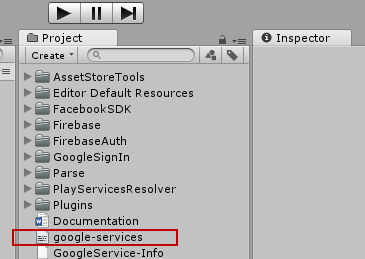 Project
Inspector
Create
AssetStoreTools
Editor Default Resources
FacebookSDK
Firebase
FirebaseAuth
GoogleSignIn
Parse
PlayServicesResolver
Plugins
Documentation
google-services
GoogleService-Info